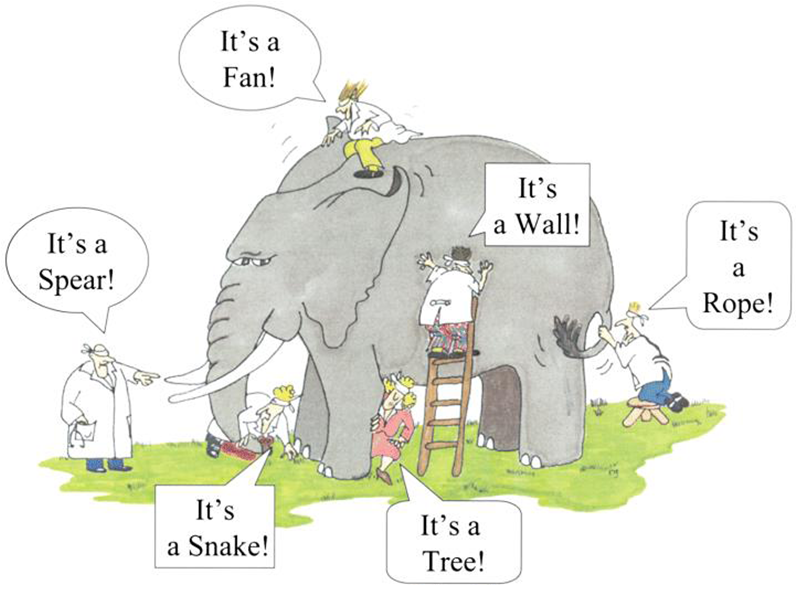 It's a
Fan!
It's
a Wall!
It's
a
Rope!
It's a
Spear!
It's
a Snake!
It's a
Tree!